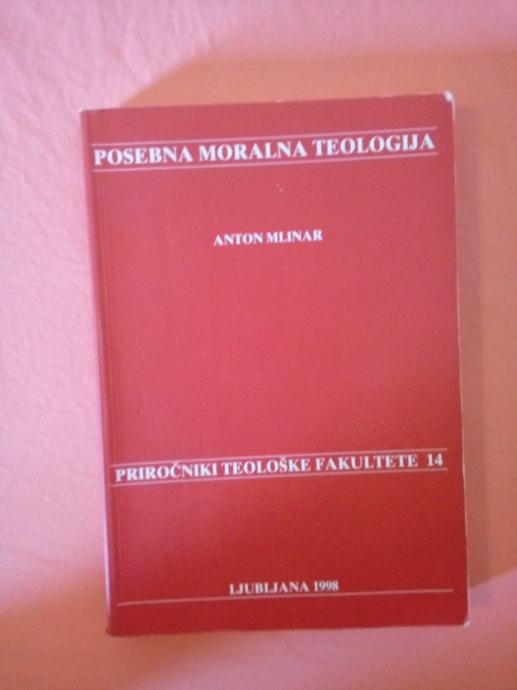 POSEBNA MORALNA TEOLOGIJA
ANTON MLINAR
PRIROČNIKI TEOLOŠKE FAKULTETE 14
LJUBLJANA 1998